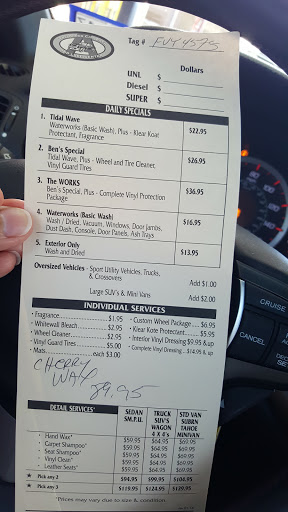 Tag # FVY4575
Dollars
UNL $
Diesel $
SUPER $
DAILY SPECIALS
1. Tidal Wave
Waterworks (Basic Wash), Plus - Klear Koat $22.95
Protectant, Fragrance
2. Ben's Special
Tidal Wave, Plus - Wheel and Tire Cleaner, $26.95
Vinyl Guard Tires
3. The WORKS
Ben's Special, Plus - Complete Vinyl Protection $36.95
Package
4. Waterworks (Basic Wash)
Wash / Dried, Vacuum, Windows, Door Jambs, $16.95
Dust Dash, Console, Door Panels, Ash Trays
5. Exterior Only
Wash and Dried $13.95
Oversized Vehicles - Sport Utility Vehicles, Trucks, Add $1.00
& Crossovers
Large SUV's & Mini Vans Add $2.00
INDIVIDUAL SERVICES
• Fragrance $1.95 • Custom Wheel Package $6.95
• Whitewall Bleach $2.95 • Klear Kote Protectant $5.95
• Wheel Cleaner $2.95 • Interior Vinyl Dressing $9.95 & up
• Vinyl Guard Tires $5.00 • Complete Vinyl Dressing $14.95 & up
• Mats each $3.00
CHERRY
WAX 89.95
DETAIL SERVICES* SEDAN TRUCK STD VAN
SM.P.U. SUV'S SUBRN
WAGON TAHOE
4 X 4's MINIVAN
• Hand Wax* $59.95 $64.95 $69.95
• Carpet Shampoo* $59.95 $64.95 $69.95
• Seat Shampoo* $59.95 $64.95 $69.95
• Vinyl Clean* $59.95 $64.95 $69.95
• Leather Seats* $59.95 $64.95 $69.95
★ Pick any 2 $94.95 $99.95 $104.95
★ Pick any 3 $119.95 $124.95 $129.95
*Prices may vary due to size & condition
CRUISE
CANCEL